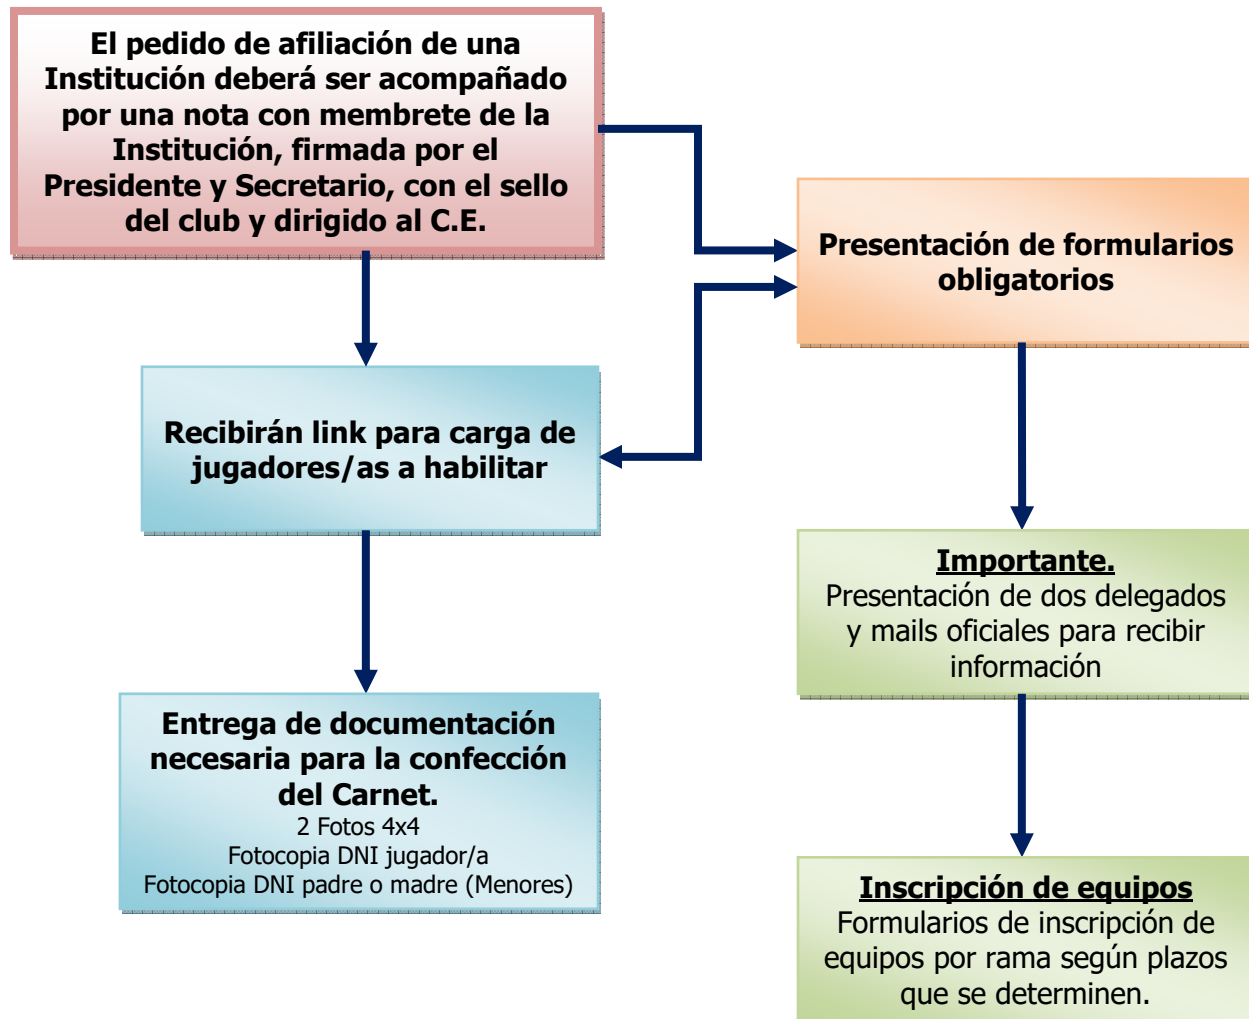 El pedido de afiliación de una
Institución deberá ser acompañado
por una nota con membrete de la
Institución, firmada por el
Presidente y Secretario, con el sello
del club y dirigido al C.E.
Presentación de formularios
obligatorios
Recibirán link para carga de
jugadores/as a habilitar
Importante.
Presentación de dos delegados
y mails oficiales para recibir
información
Entrega de documentación
necesaria para la confección
del Carnet.
2 Fotos 4x4
Fotocopia DNI jugador/a
Fotocopia DNI padre o madre (Menores)
Inscripción de equipos
Formularios de inscripción de
equipos por rama según plazos
que se determinen.